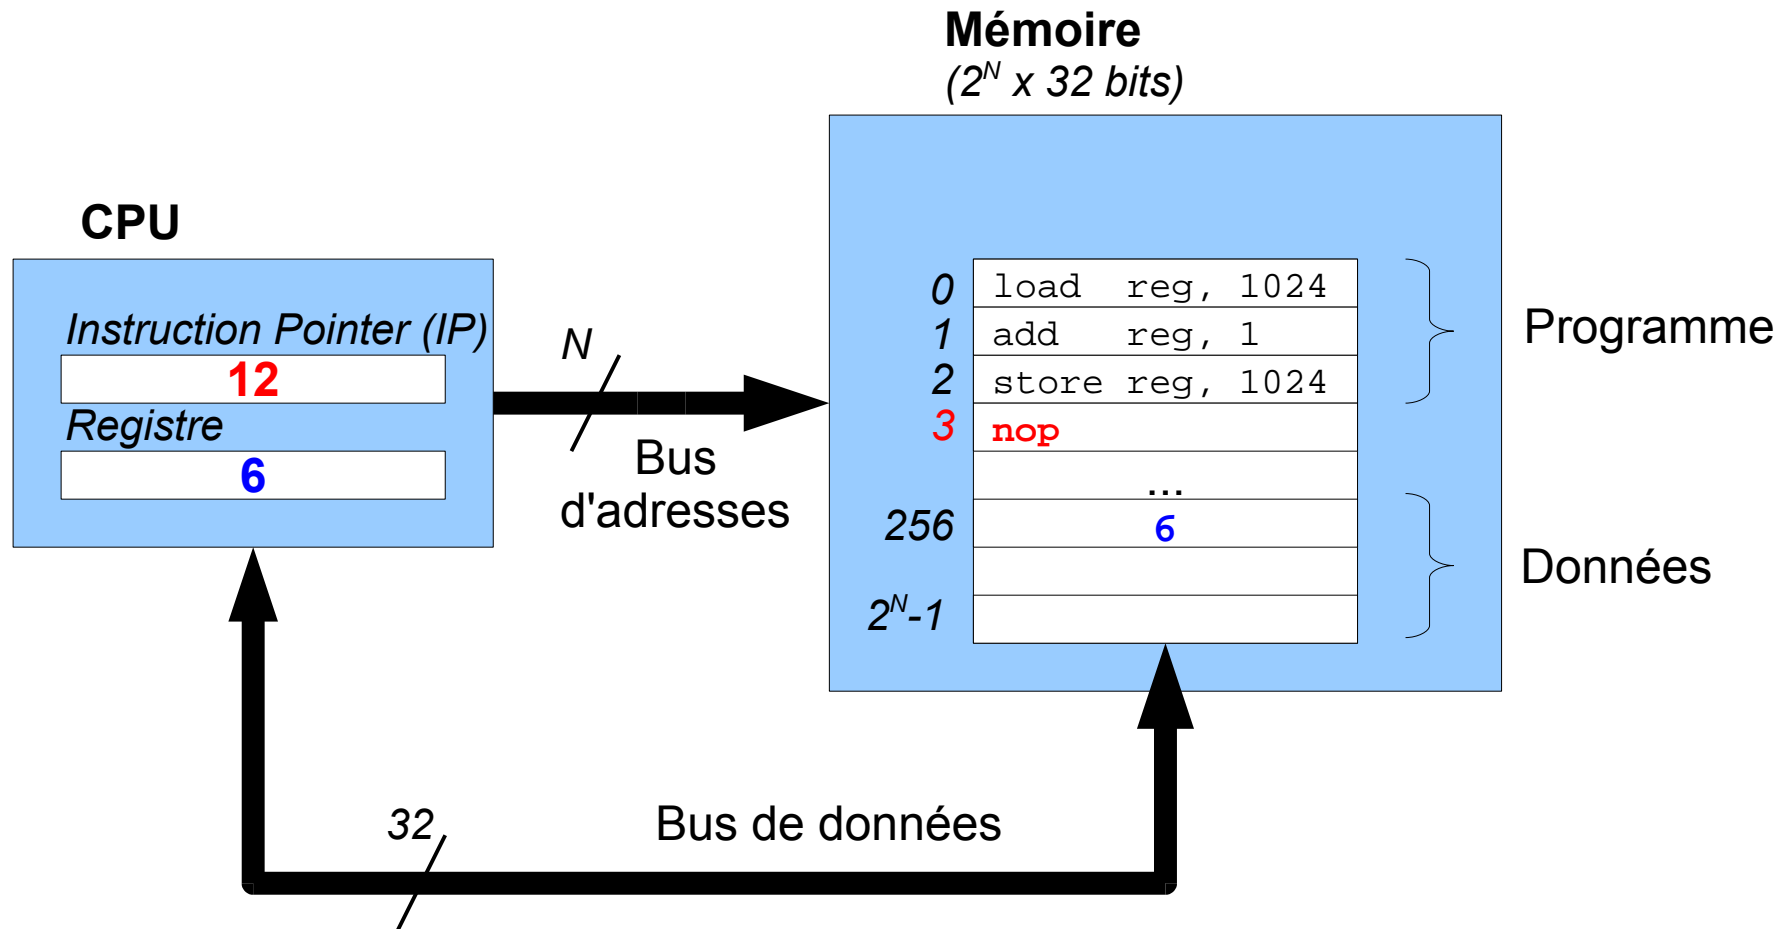 Mémoire
(2^N x 32 bits)
CPU
Instruction Pointer (IP)
12
Registre
6
N
Bus
d'adresses
0 load reg, 1024
1 add reg, 1
2 store reg, 1024
3 nop
...
256 6
2^N-1
Programme
Données
32
Bus de données